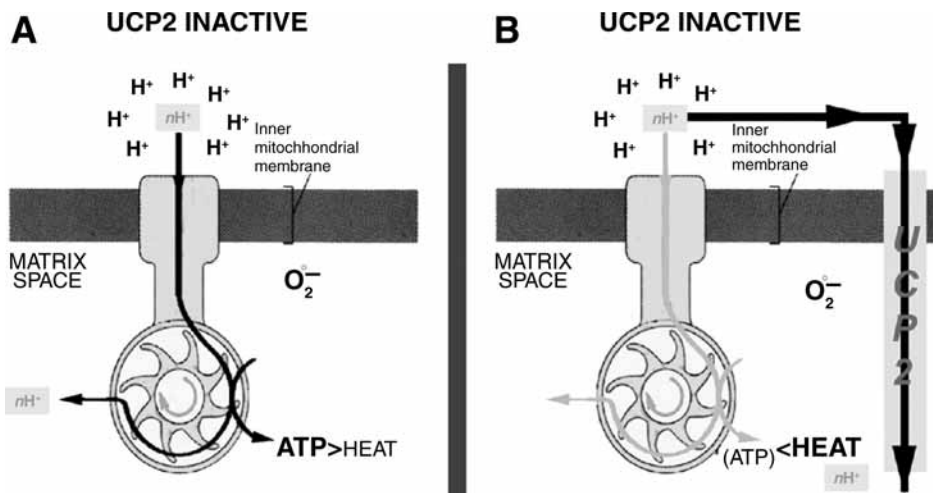 A
UCP2 INACTIVE
H⁺
H⁺
H⁺
H⁺
nH⁺
H⁺
H⁺
H⁺
Inner
mitochhondrial
membrane
MATRIX
SPACE
O₂°−
nH⁺
ATP>HEAT
B
UCP2 INACTIVE
H⁺
H⁺
H⁺
H⁺
nH⁺
H⁺
H⁺
Inner
mitochhondrial
membrane
MATRIX
SPACE
O₂°−
UCP2
(ATP)<HEAT
nH⁺